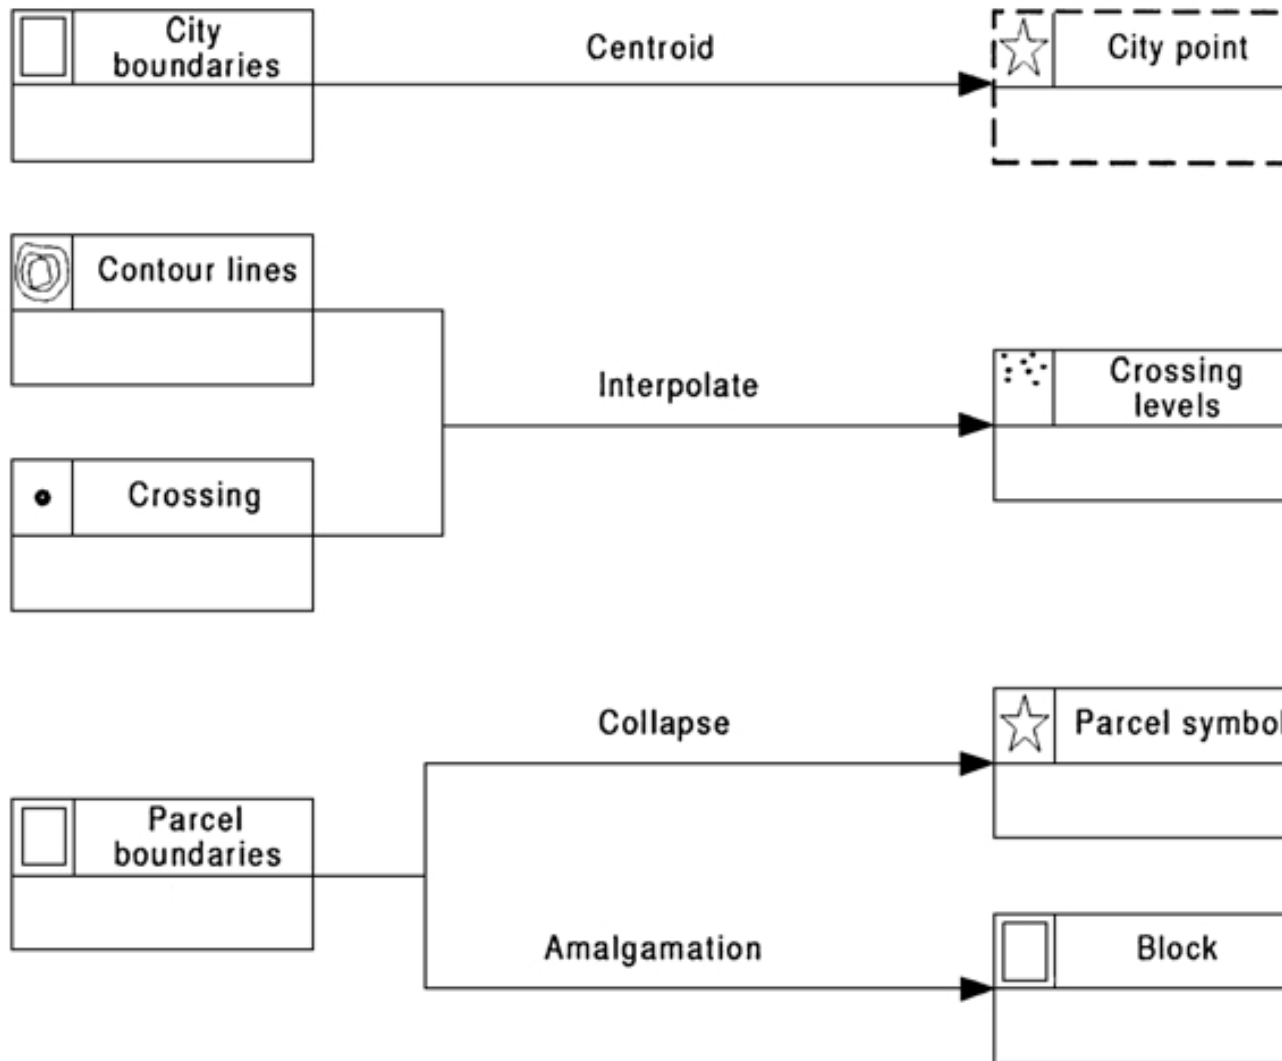 City
boundaries
Centroid
City point
Contour lines
Interpolate
Crossing
levels
Crossing
Collapse
Parcel symbol
Parcel
boundaries
Amalgamation
Block